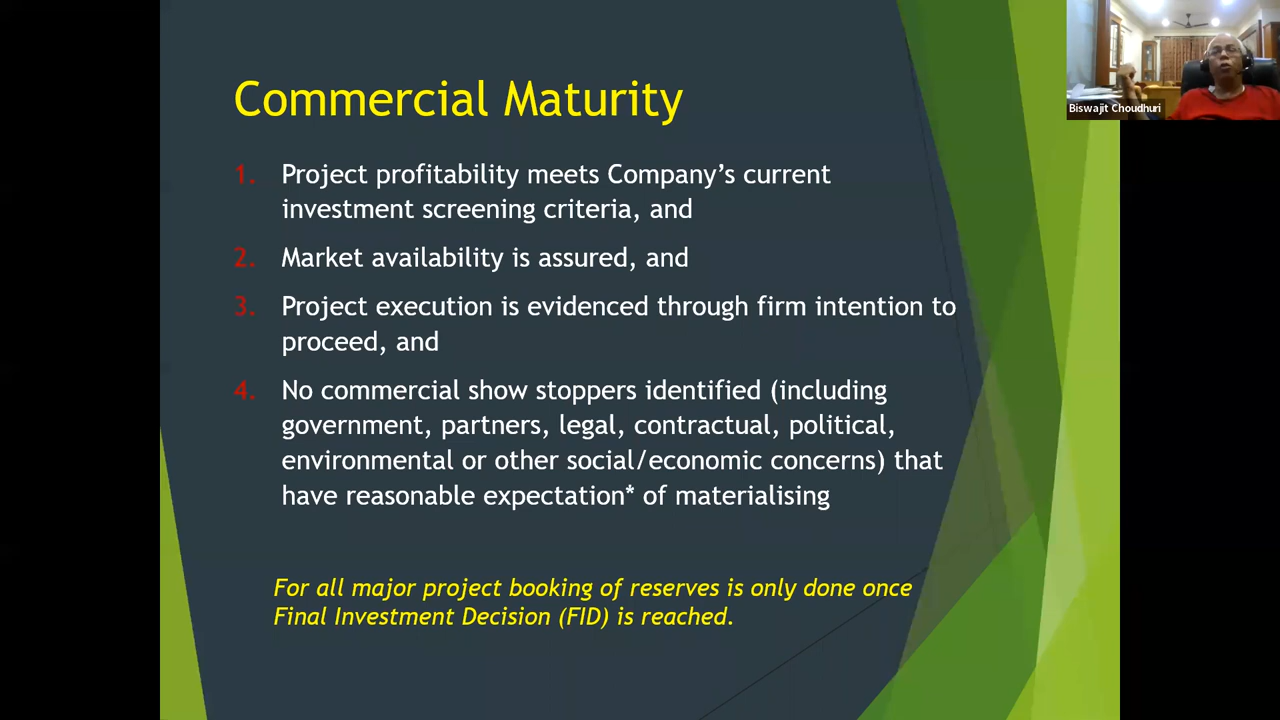 Commercial Maturity
1. Project profitability meets Company’s current
investment screening criteria, and
2. Market availability is assured, and
3. Project execution is evidenced through firm intention to
proceed, and
4. No commercial show stoppers identified (including
government, partners, legal, contractual, political,
environmental or other social/economic concerns) that
have reasonable expectation* of materialising
For all major project booking of reserves is only done once
Final Investment Decision (FID) is reached.
Biswajit Choudhuri